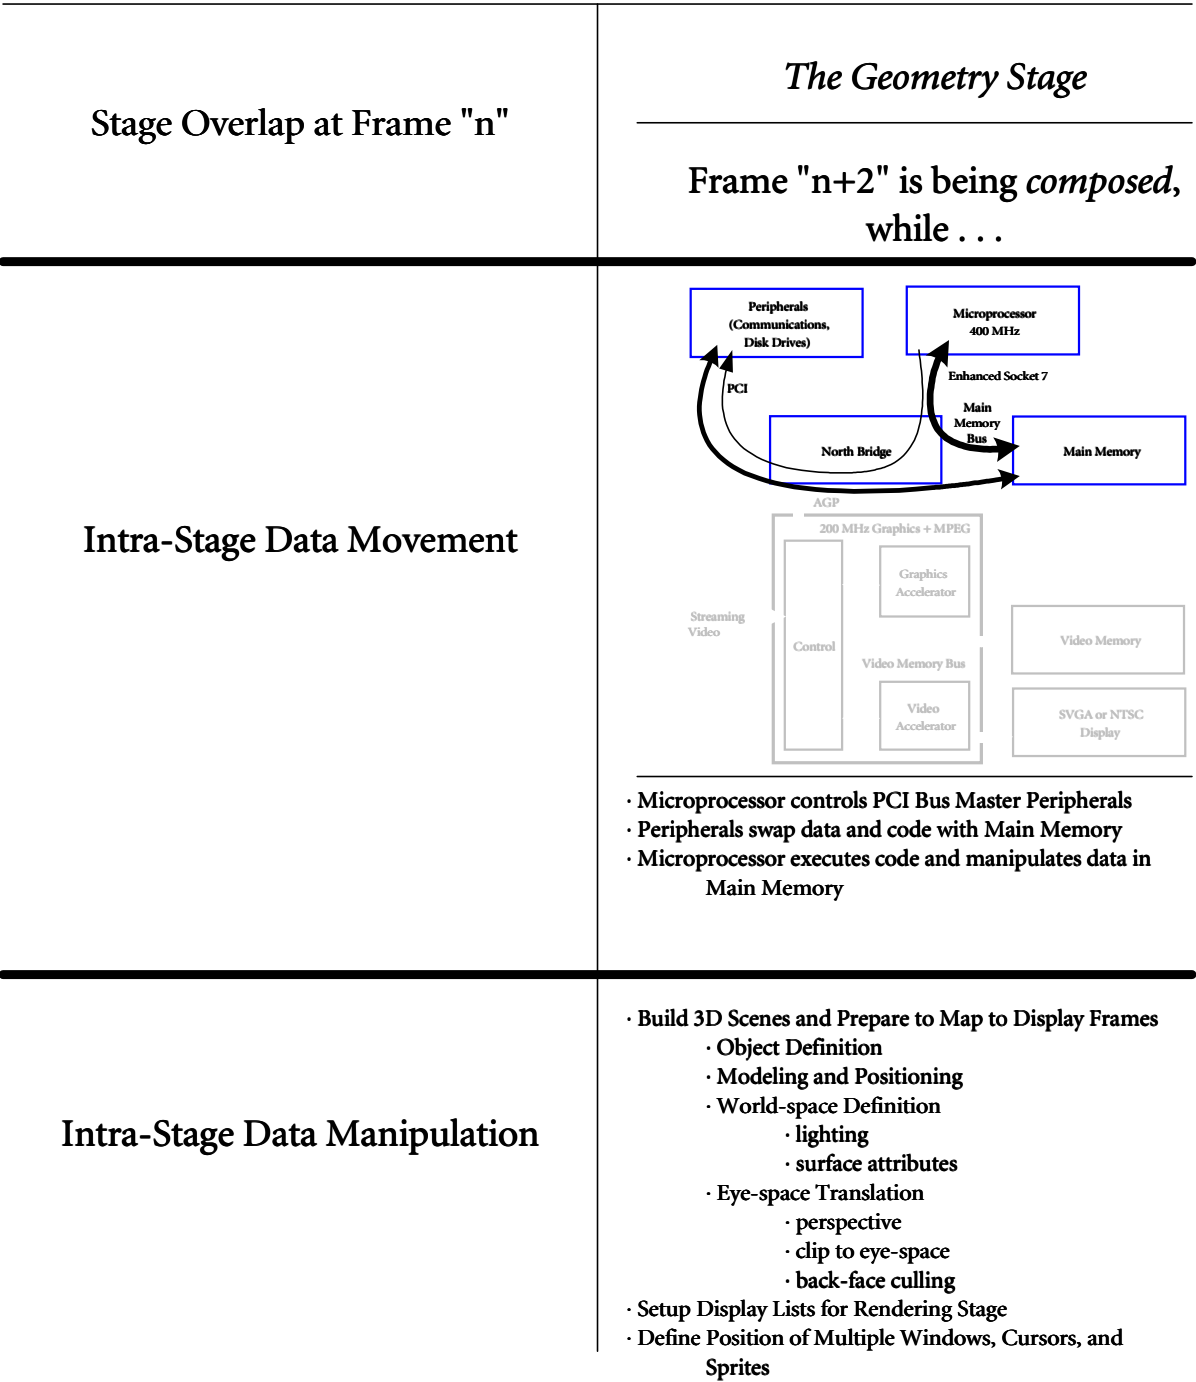 The Geometry Stage
Stage Overlap at Frame "n"
Frame "n+2" is being composed,
while . . .
Peripherals
(Communications,
Disk Drives)
Microprocessor
400 MHz
PCI
Enhanced Socket 7
Main
Memory
Bus
North Bridge
Main Memory
AGP
200 MHz Graphics + MPEG
Graphics
Accelerator
Streaming
Video
Control
Video Memory
Video Memory Bus
Video
Accelerator
SVGA or NTSC
Display
Intra-Stage Data Movement
· Microprocessor controls PCI Bus Master Peripherals
· Peripherals swap data and code with Main Memory
· Microprocessor executes code and manipulates data in
Main Memory
Intra-Stage Data Manipulation
· Build 3D Scenes and Prepare to Map to Display Frames
· Object Definition
· Modeling and Positioning
· World-space Definition
· lighting
· surface attributes
· Eye-space Translation
· perspective
· clip to eye-space
· back-face culling
· Setup Display Lists for Rendering Stage
· Define Position of Multiple Windows, Cursors, and
Sprites